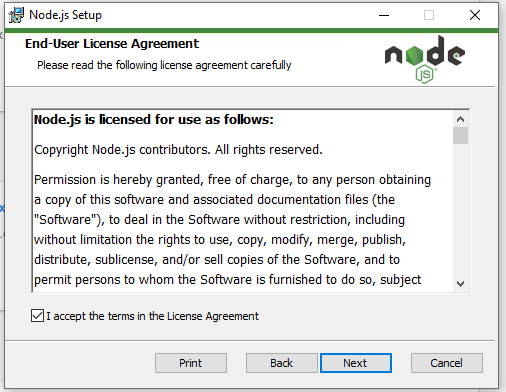 Node.js Setup
End-User License Agreement
Please read the following license agreement carefully
node
JS
Node.js is licensed for use as follows:
Copyright Node.js contributors. All rights reserved.
Permission is hereby granted, free of charge, to any person obtaining
a copy of this software and associated documentation files (the
"Software"), to deal in the Software without restriction, including
without limitation the rights to use, copy, modify, merge, publish,
distribute, sublicense, and/or sell copies of the Software, and to
permit persons to whom the Software is furnished to do so, subject
I accept the terms in the License Agreement
Print
Back
Next
Cancel